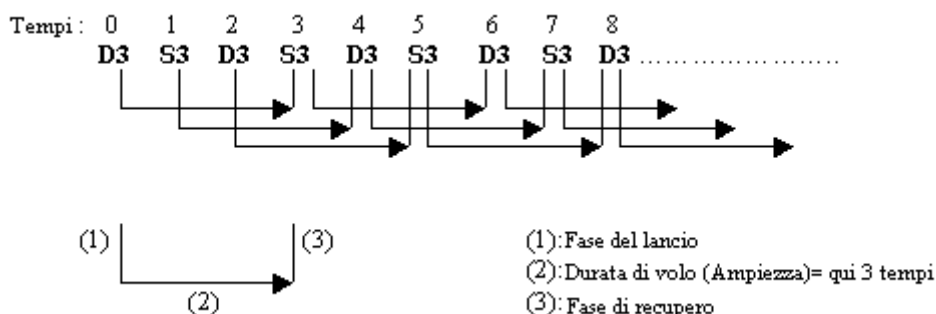 Tempi : 0 1 2 3 4 5 6 7 8
D3 S3 D3 S3 D3 S3 D3 S3 D3 ........................
(1) (3)
(2)
(1):Fase del lancio
(2):Durata di volo (Ampiezza)= qui 3 tempi
(3): Fase di recupero